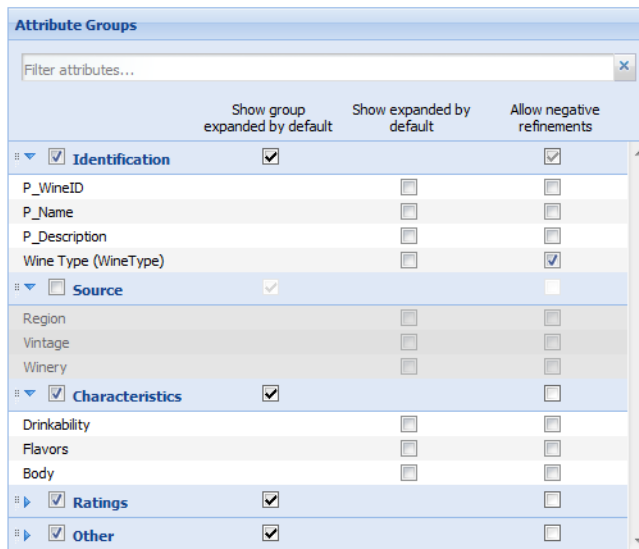 Attribute Groups
Filter attributes...
Show group expanded by default
Show expanded by default
Allow negative refinements
Identification
P_WineID
P_Name
P_Description
Wine Type (WineType)
Source
Region
Vintage
Winery
Characteristics
Drinkability
Flavors
Body
Ratings
Other